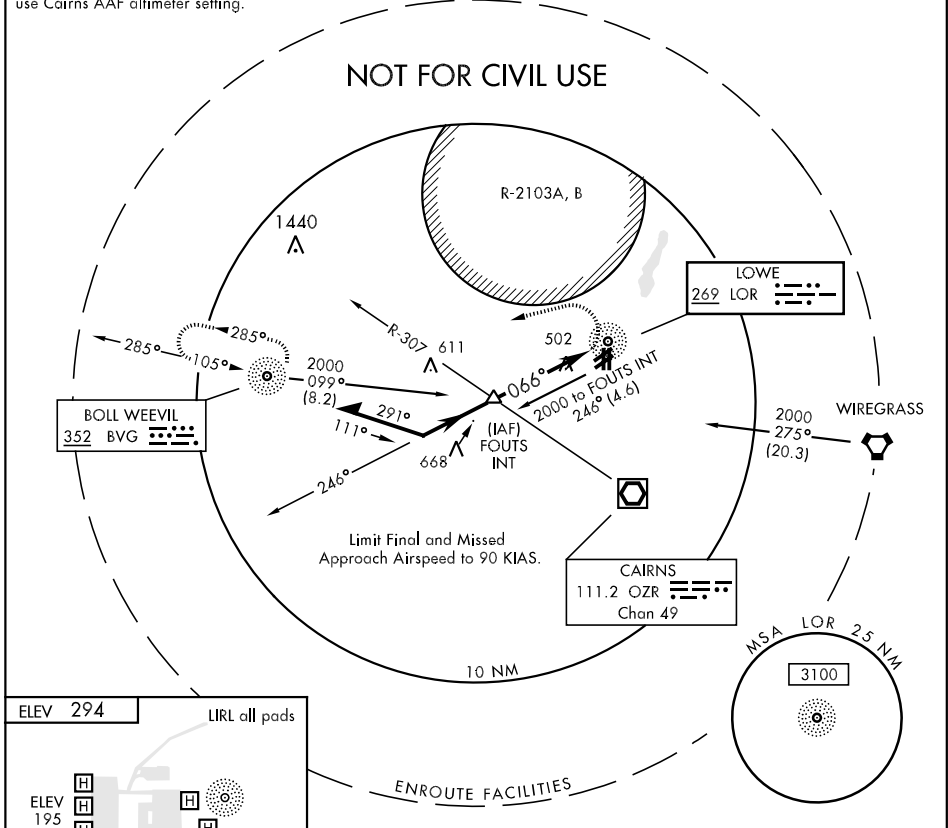 use Cairns AAF altimeter setting.
NOT FOR CIVIL USE
R-2103A, B
1440
LOWE
269 LOR
R-307
611
502
285°
285°
105°
2000
099°
(8.2)
066°
2000 to FOUTS INT
246° (4.6)
BOLL WEEVIL
352 BVG
291°
111°
(IAF)
FOUTS
INT
668
246°
2000
275°
(20.3)
WIREGRASS
Limit Final and Missed
Approach Airspeed to 90 KIAS.
CAIRNS
111.2 OZR
Chan 49
10 NM
MSA LOR 25 NM
3100
ELEV 294
LIRL all pads
ENROUTE FACILITIES
H
ELEV
195
H
H
H
H